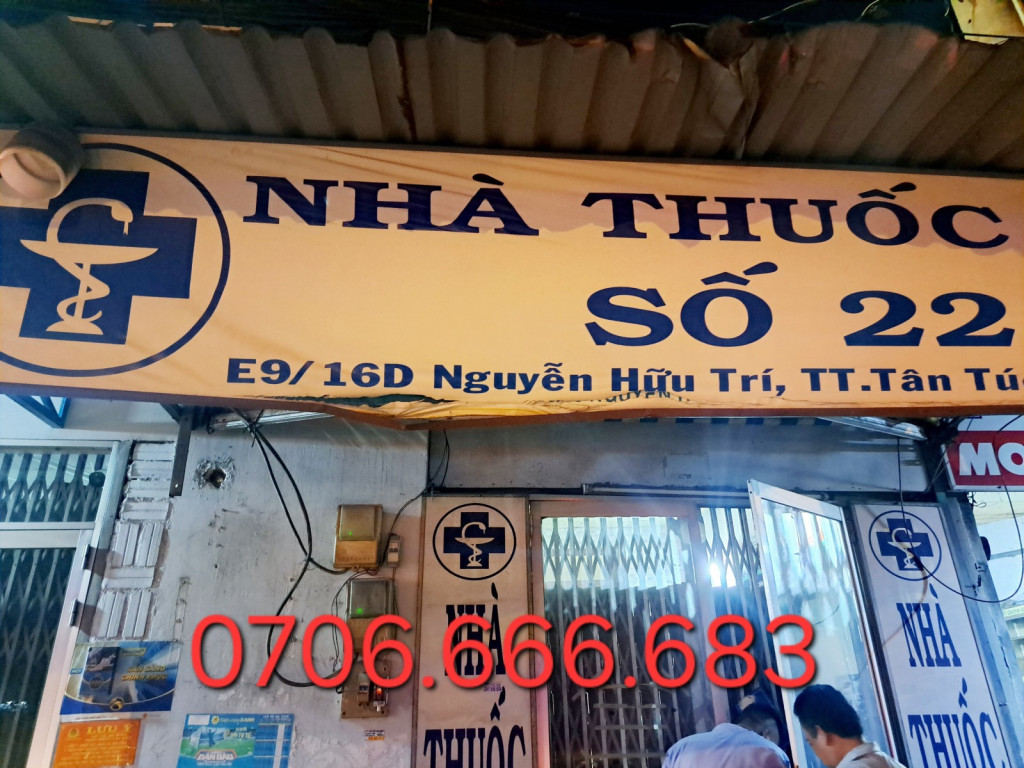 NHÀ THUỐC
SỐ 22
E9/16D Nguyễn Hữu Trí, TT.Tân Túc
MO
NHÀ
THUỐC
NHÀ
THUỐC
0706.666.683
LƯU Ý